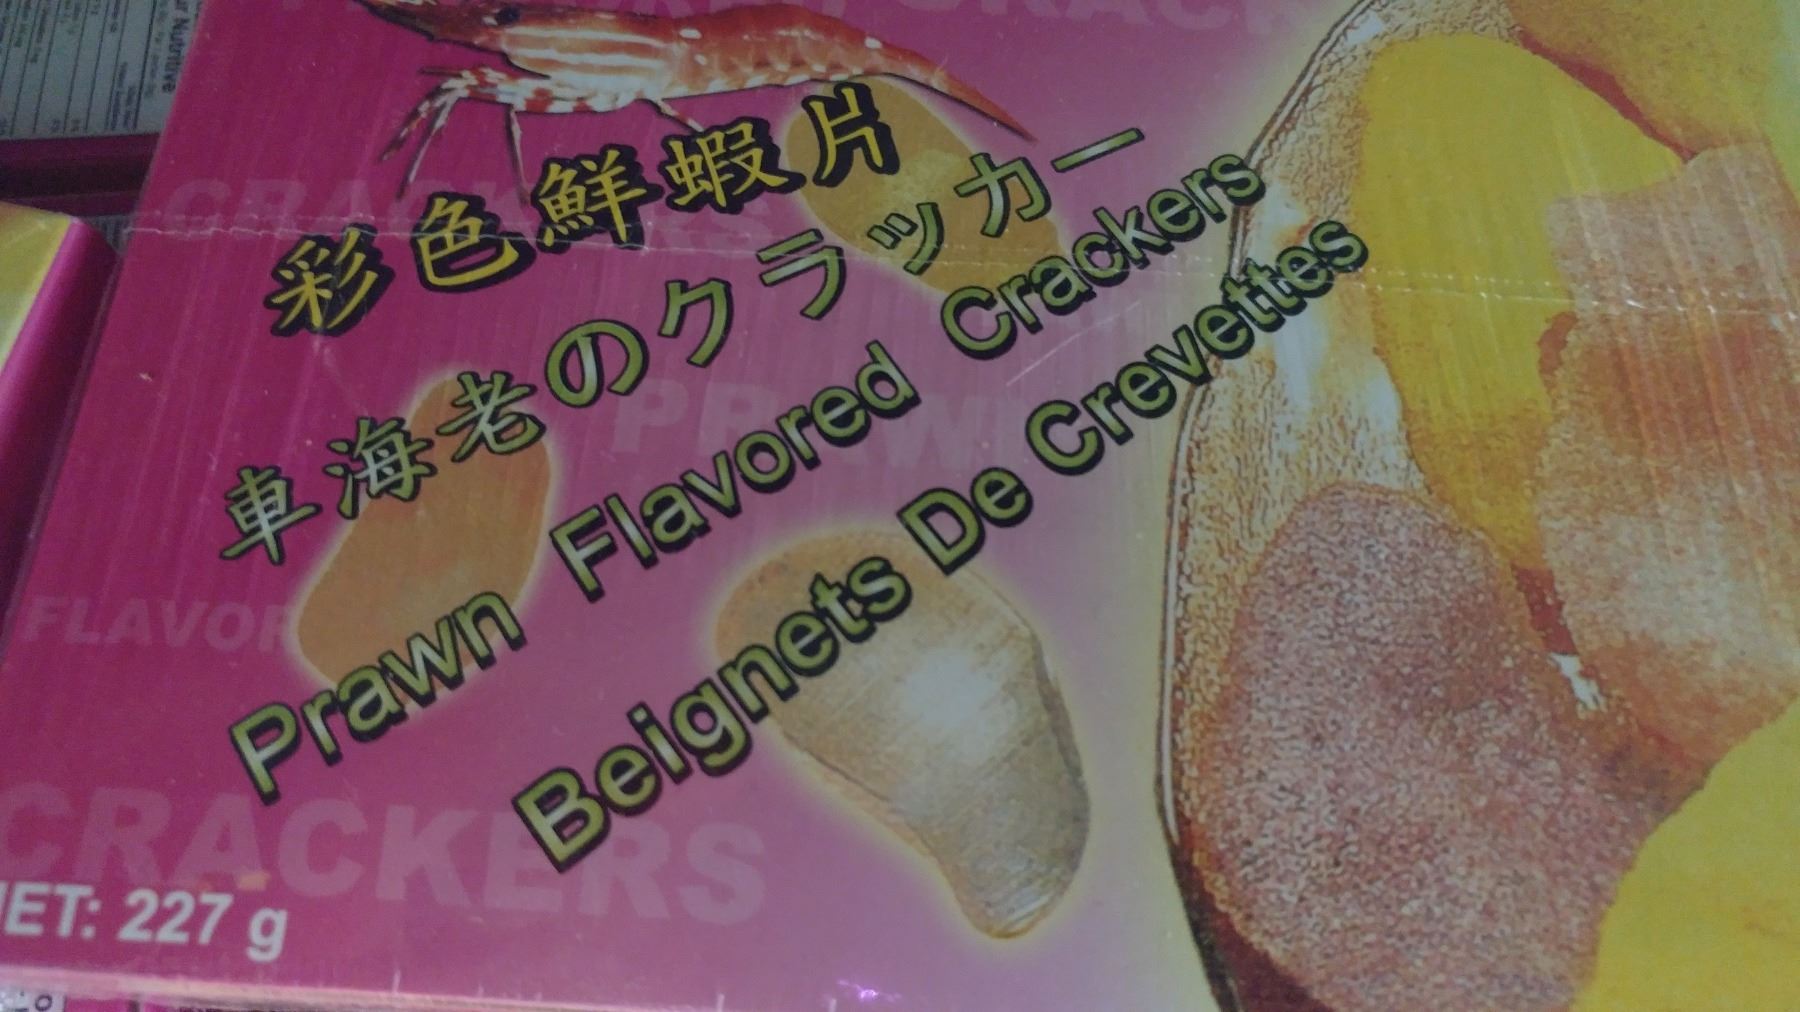 CRACKERS
彩色鮮蝦片
車海老のクラッカー
Prawn Flavored Crackers
Beignets De Crevettes
PRAWN
FLAVOR
CRACKERS
NET: 227 g